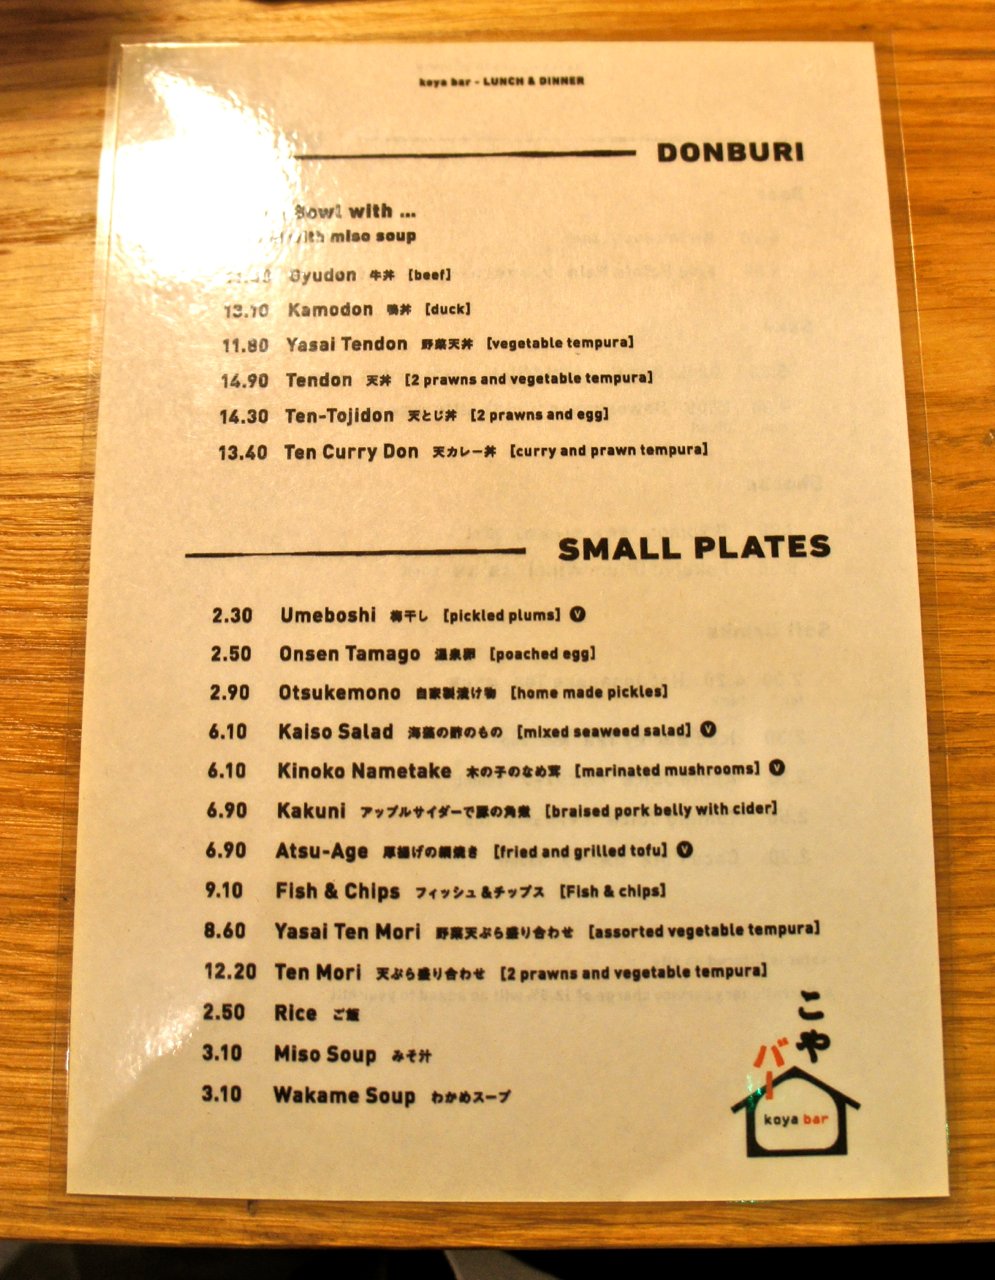 koya bar - LUNCH & DINNER
DONBURI
Bowl with ...
with miso soup
Gyudon 牛丼 [beef]
13.10 Kamodon 鴨丼 [duck]
11.80 Yasai Tendon 野菜天丼 [vegetable tempura]
14.90 Tendon 天丼 [2 prawns and vegetable tempura]
14.30 Ten-Tojidon 天とじ丼 [2 prawns and egg]
13.40 Ten Curry Don 天カレー丼 [curry and prawn tempura]
SMALL PLATES
2.30 Umeboshi 梅干し [pickled plums] V
2.50 Onsen Tamago 温泉卵 [poached egg]
2.90 Otsukemono 自家製漬け物 [home made pickles]
6.10 Kaiso Salad 海藻の酢のもの [mixed seaweed salad] V
6.10 Kinoko Nametake 木の子のなめ茸 [marinated mushrooms] V
6.90 Kakuni アップルサイダーで豚の角煮 [braised pork belly with cider]
6.90 Atsu-Age 厚揚げの網焼き [fried and grilled tofu] V
9.10 Fish & Chips フィッシュ&チップス [Fish & chips]
8.60 Yasai Ten Mori 野菜天ぷら盛り合わせ [assorted vegetable tempura]
12.20 Ten Mori 天ぷら盛り合わせ [2 prawns and vegetable tempura]
2.50 Rice ご飯
3.10 Miso Soup みそ汁
3.10 Wakame Soup わかめスープ
こや
バー
koya bar